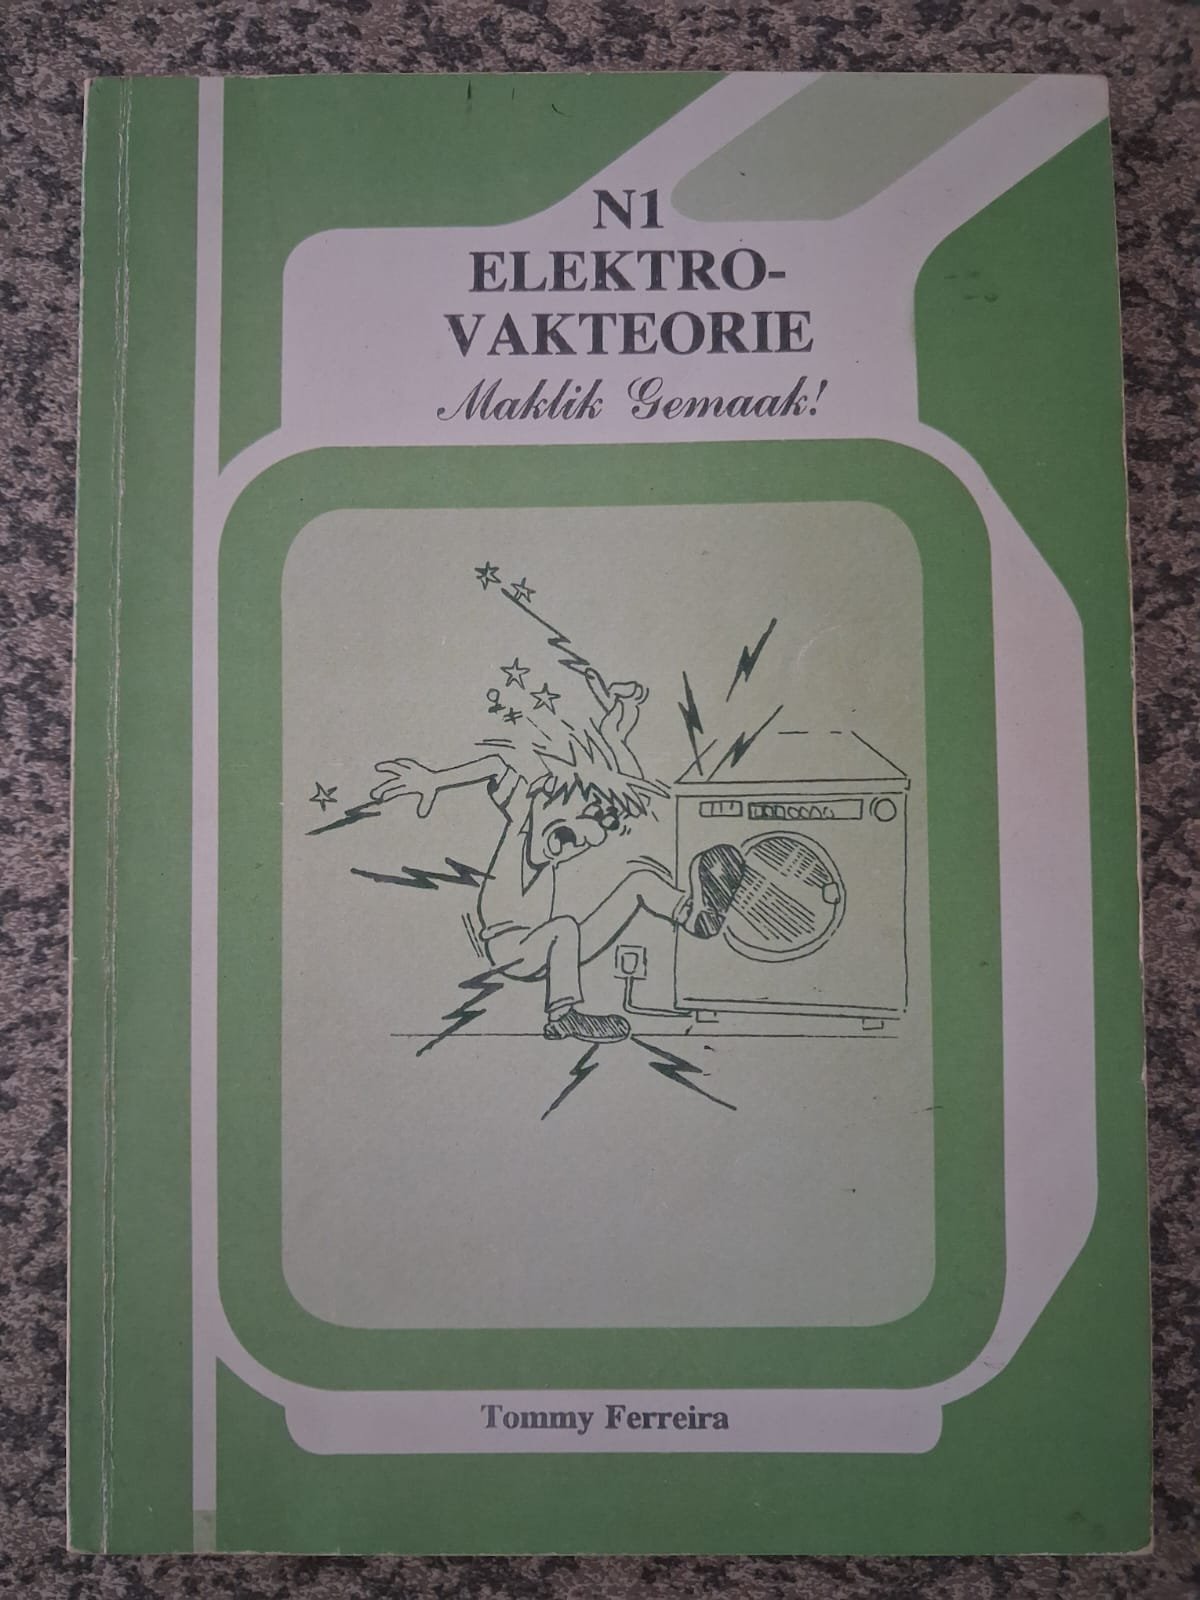 N1
ELEKTRO-
VAKTEORIE
Maklik Gemaak!
Tommy Ferreira